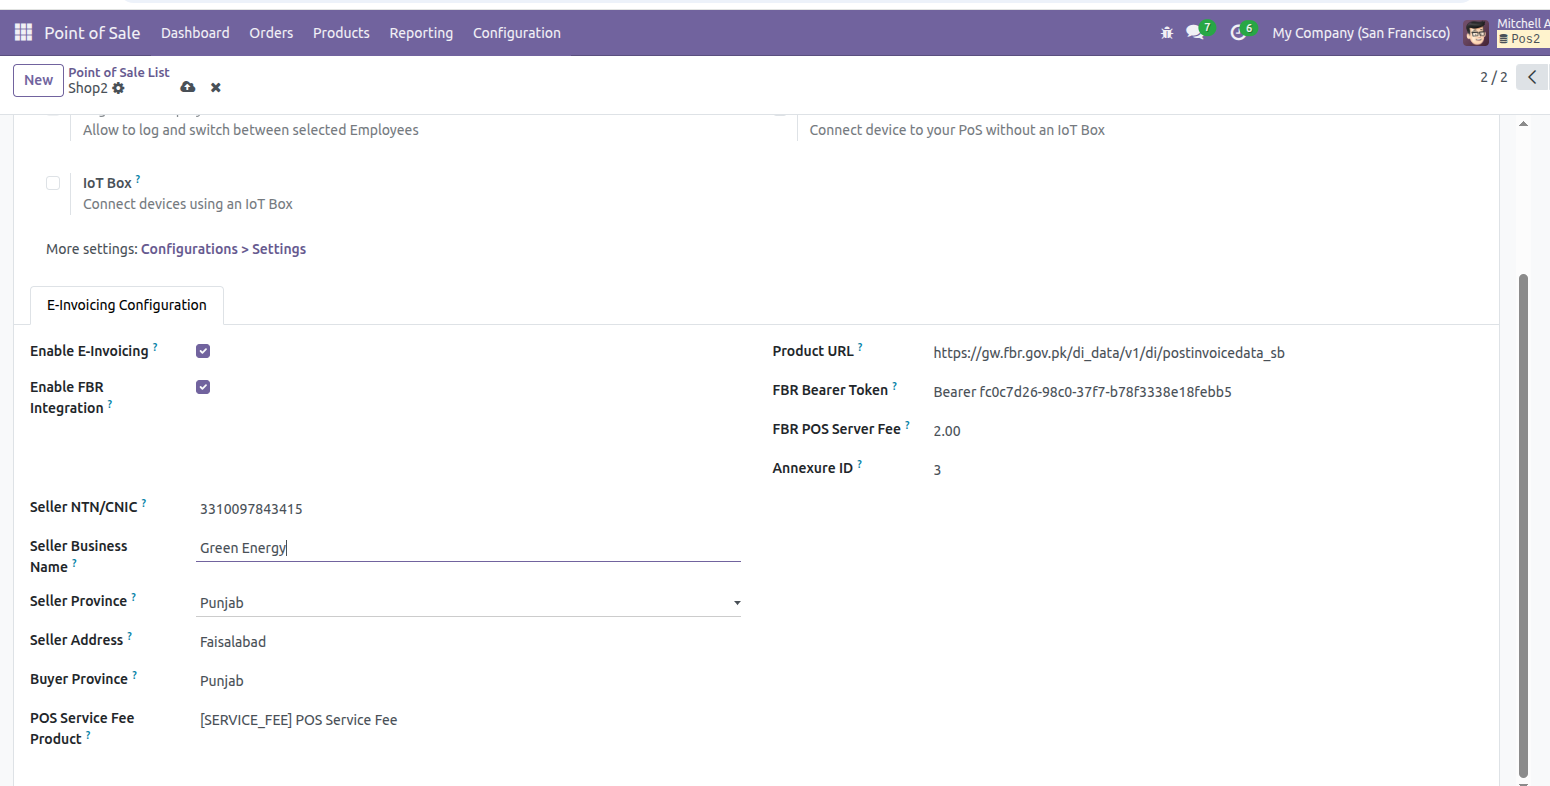 Point of Sale Dashboard Orders Products Reporting Configuration 7 6 My Company (San Francisco) Mitchell A
Pos2
New Point of Sale List
Shop2
2 / 2
Allow to log and switch between selected Employees Connect device to your PoS without an IoT Box
IoT Box ?
Connect devices using an IoT Box
More settings: Configurations > Settings
E-Invoicing Configuration
Enable E-Invoicing ?
Enable FBR
Integration ?
Product URL ? https://gw.fbr.gov.pk/di_data/v1/di/postinvoicedata_sb
FBR Bearer Token ? Bearer fc0c7d26-98c0-37f7-b78f3338e18febb5
FBR POS Server Fee ? 2.00
Annexure ID ? 3
Seller NTN/CNIC ? 3310097843415
Seller Business
Name ? Green Energy
Seller Province ? Punjab
Seller Address ? Faisalabad
Buyer Province ? Punjab
POS Service Fee
Product ? [SERVICE_FEE] POS Service Fee